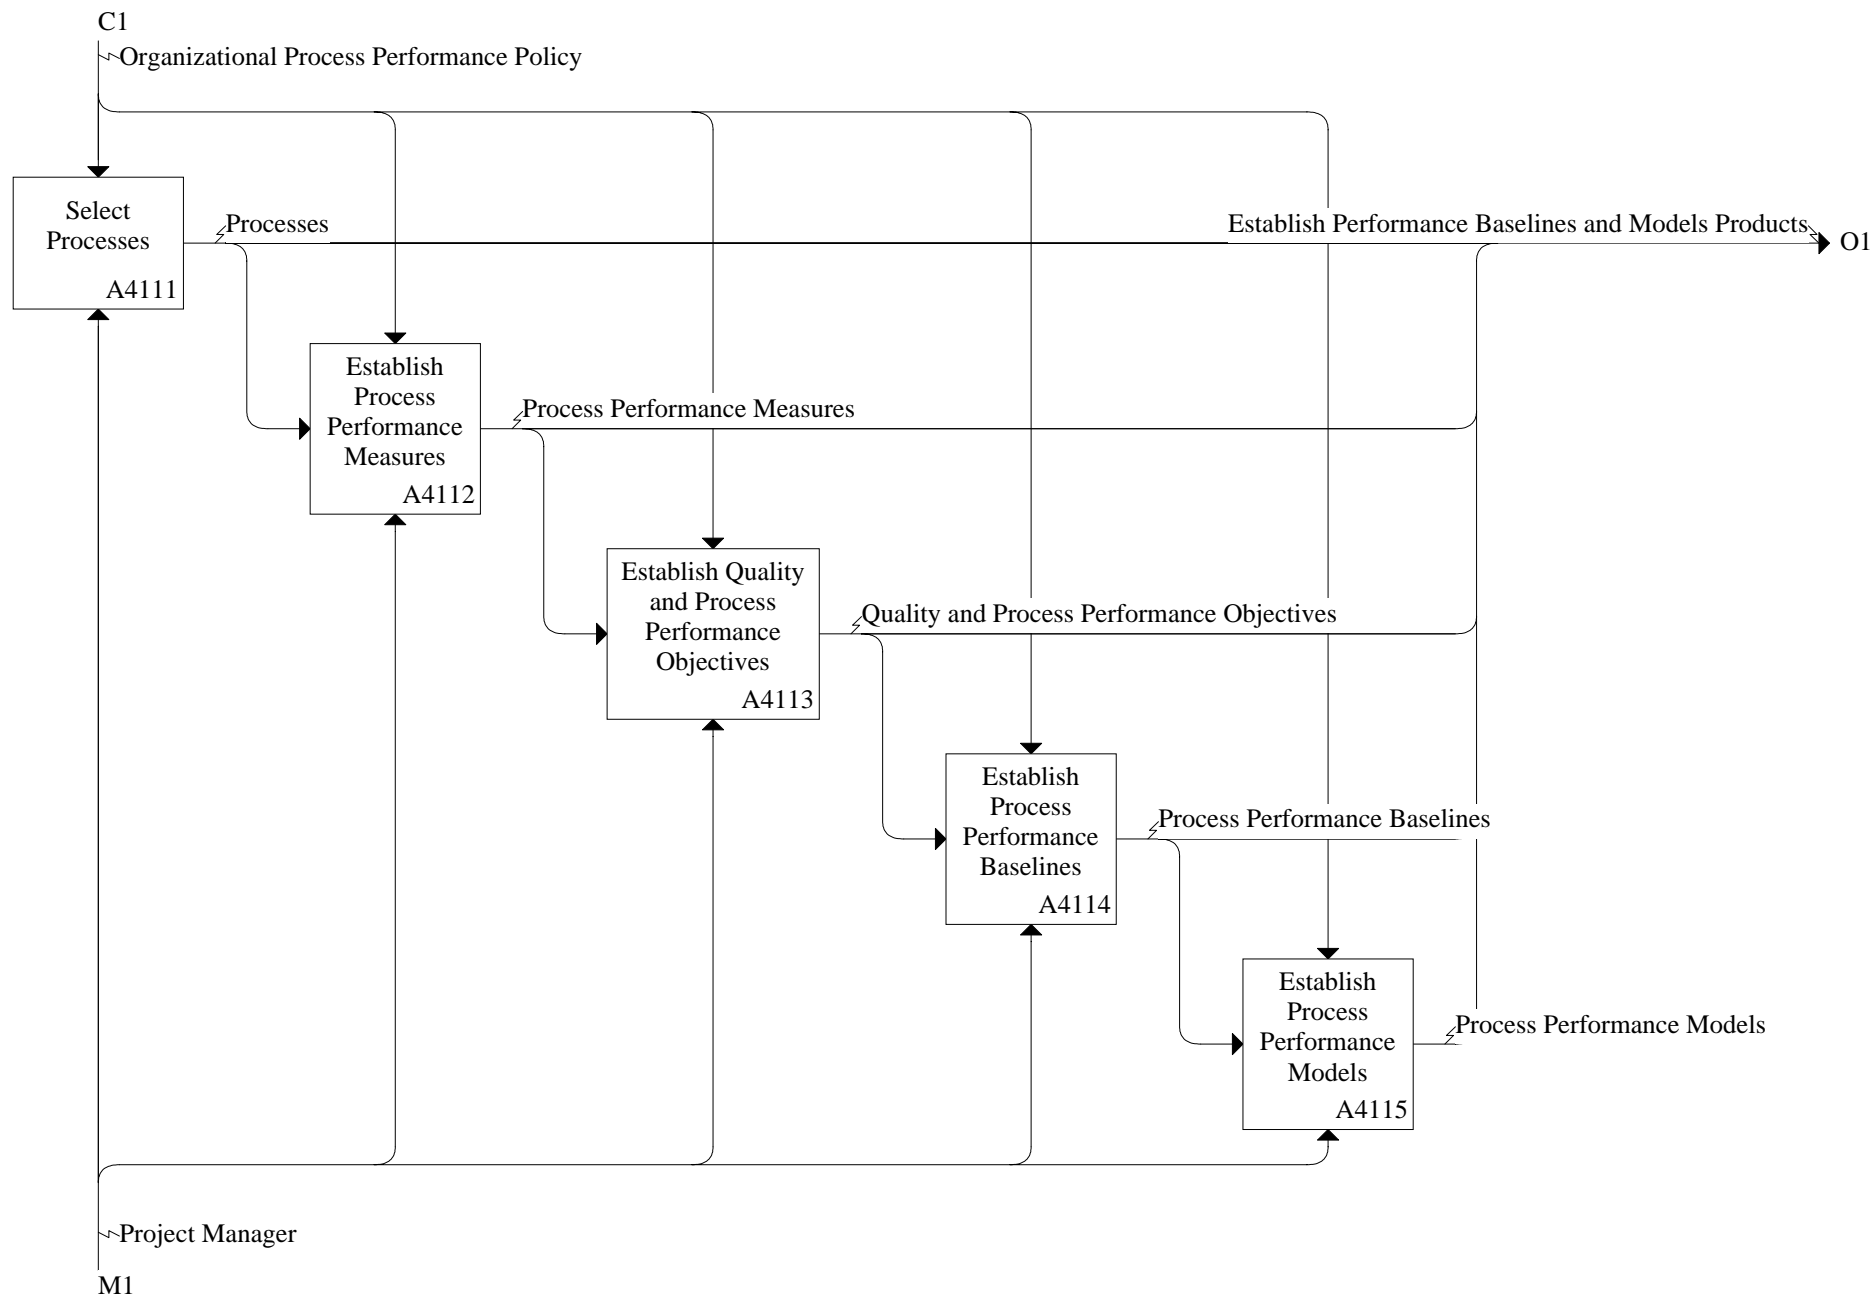 C1
Organizational Process Performance Policy
Select
Processes
A4111
Processes
Establish Performance Baselines and Models Products
O1
Establish
Process
Performance
Measures
A4112
Process Performance Measures
Establish Quality
and Process
Performance
Objectives
A4113
Quality and Process Performance Objectives
Establish
Process
Performance
Baselines
A4114
Process Performance Baselines
Establish
Process
Performance
Models
A4115
Process Performance Models
Project Manager
M1